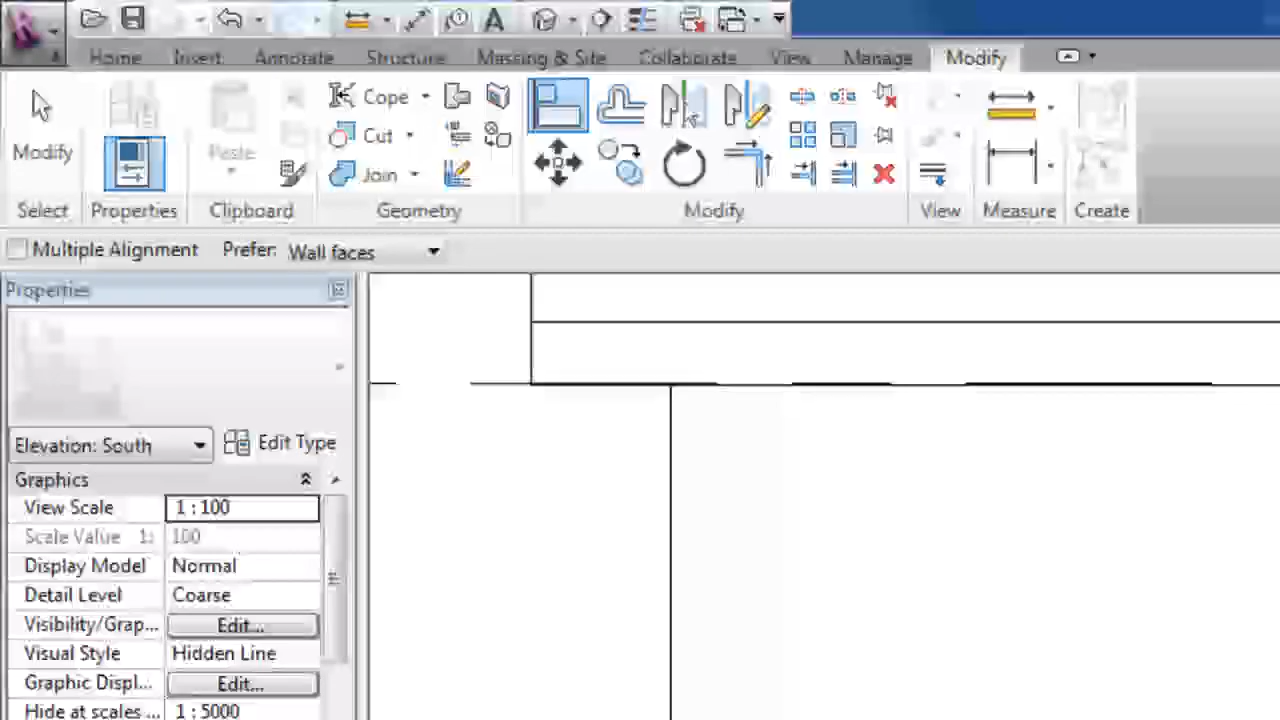 Home Insert Annotate Structure Massing & Site Collaborate View Manage Modify
Modify
Paste
Cope
Cut
Join
Select Properties Clipboard Geometry Modify View Measure Create
Multiple Alignment Prefer: Wall faces
Properties
Elevation: South Edit Type
Graphics
View Scale 1 : 100
Scale Value 1: 100
Display Model Normal
Detail Level Coarse
Visibility/Grap... Edit...
Visual Style Hidden Line
Graphic Displ... Edit...
Hide at scales ... 1 : 5000